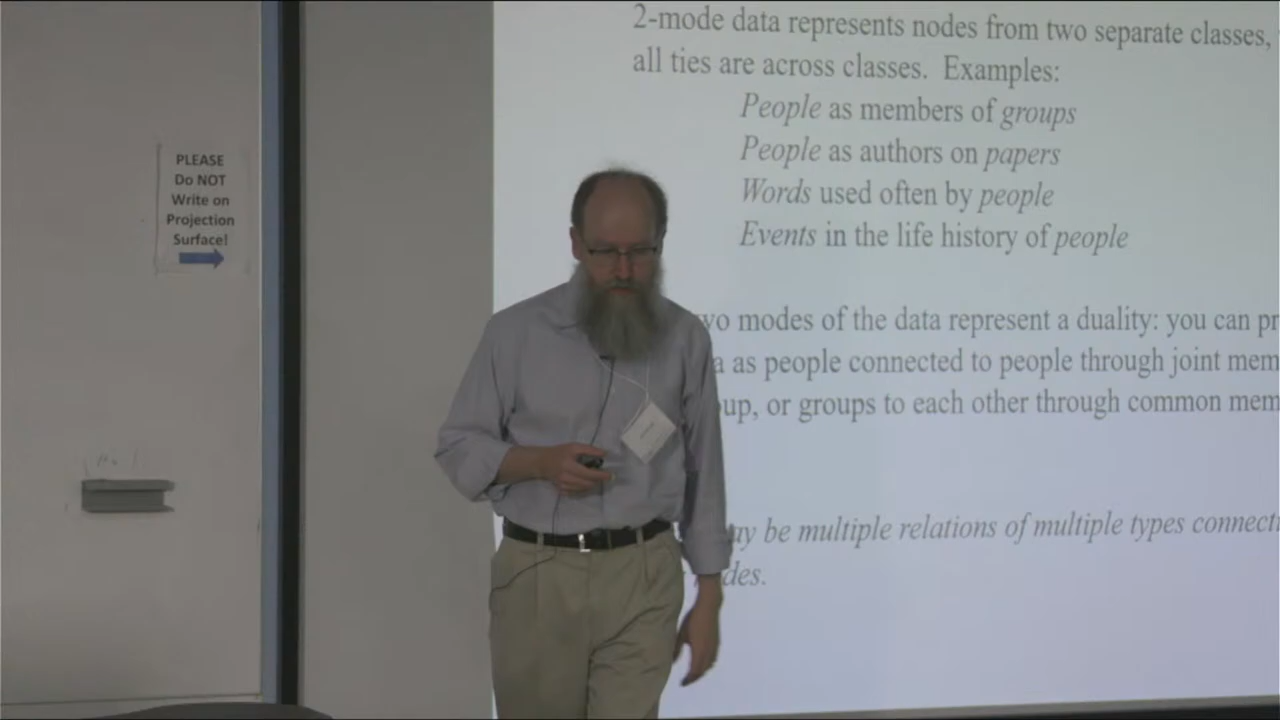 PLEASE
Do NOT
Write on
Projection
Surface!
2-mode data represents nodes from two separate classes,
all ties are across classes. Examples:
People as members of groups
People as authors on papers
Words used often by people
Events in the life history of people
wo modes of the data represent a duality: you can pr
a as people connected to people through joint mem
up, or groups to each other through common mem
ay be multiple relations of multiple types connecti
des.